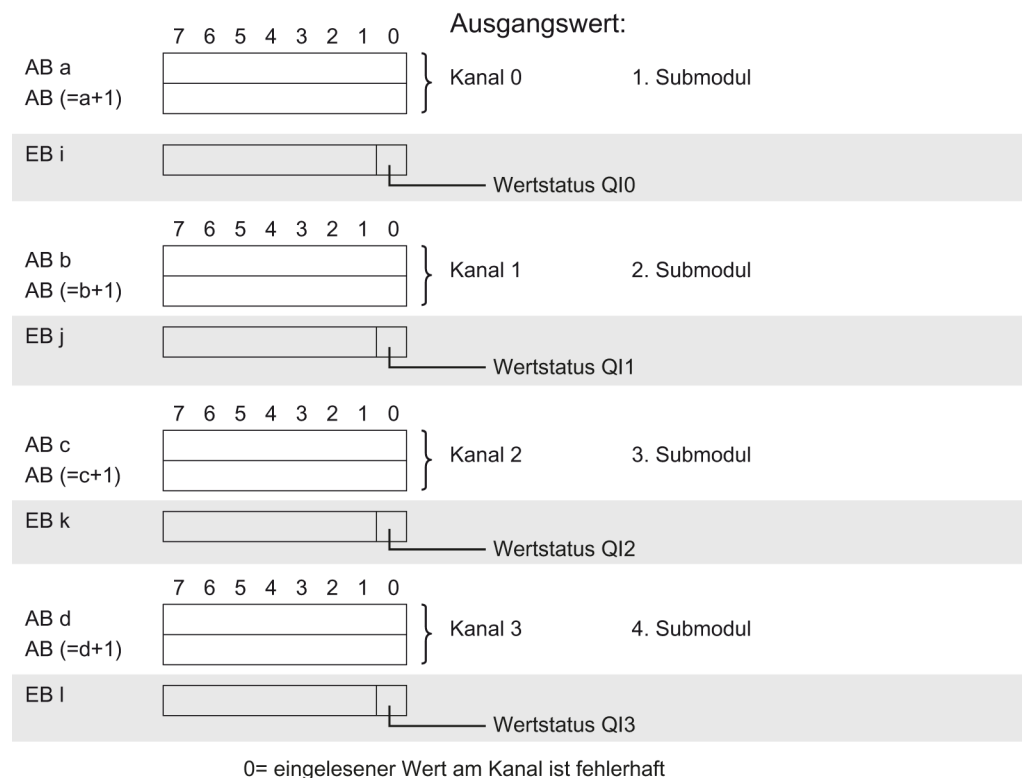 Ausgangswert:
7 6 5 4 3 2 1 0
AB a
AB (=a+1)
Kanal 0 1. Submodul
EB i
Wertstatus QI0
7 6 5 4 3 2 1 0
AB b
AB (=b+1)
Kanal 1 2. Submodul
EB j
Wertstatus QI1
7 6 5 4 3 2 1 0
AB c
AB (=c+1)
Kanal 2 3. Submodul
EB k
Wertstatus QI2
7 6 5 4 3 2 1 0
AB d
AB (=d+1)
Kanal 3 4. Submodul
EB l
Wertstatus QI3
0= eingelesener Wert am Kanal ist fehlerhaft